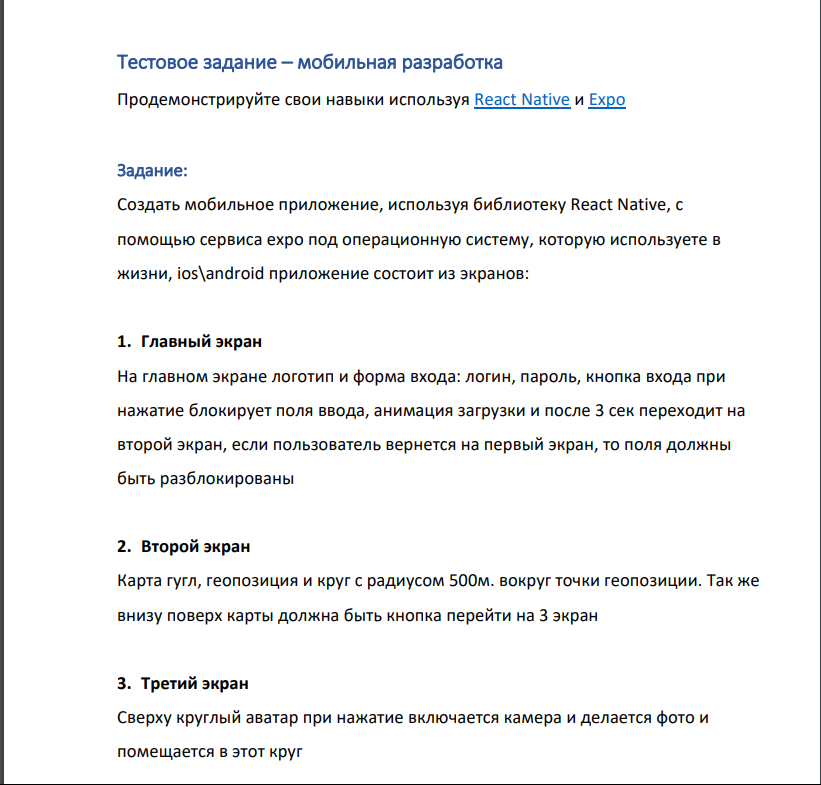 Тестовое задание – мобильная разработка
Продемонстрируйте свои навыки используя React Native и Expo
Задание:
Создать мобильное приложение, используя библиотеку React Native, с
помощью сервиса expo под операционную систему, которую используете в
жизни, ios\android приложение состоит из экранов:
1. Главный экран
На главном экране логотип и форма входа: логин, пароль, кнопка входа при
нажатие блокирует поля ввода, анимация загрузки и после 3 сек переходит на
второй экран, если пользователь вернется на первый экран, то поля должны
быть разблокированы
2. Второй экран
Карта гугл, геопозиция и круг с радиусом 500м. вокруг точки геопозиции. Так же
внизу поверх карты должна быть кнопка перейти на 3 экран
3. Третий экран
Сверху круглый аватар при нажатие включается камера и делается фото и
помещается в этот круг